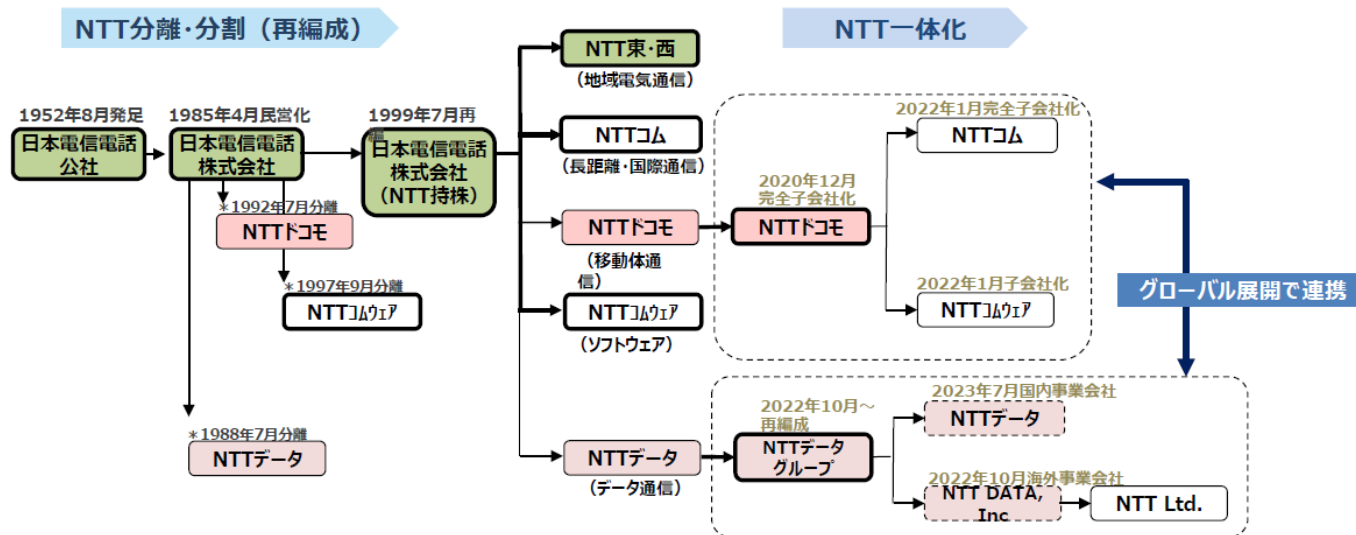 NTT分離・分割（再編成）
NTT一体化
1952年8月発足
日本電信電話
公社
1985年4月民営化
日本電信電話
株式会社
1999年7月再
編
日本電信電話
株式会社
（NTT持株）
＊1992年7月分離
NTTドコモ
＊1997年9月分離
NTTコムウェア
＊1988年7月分離
NTTデータ
NTT東・西
（地域電気通信）
NTTコム
（長距離・国際通信）
NTTドコモ
（移動体通
信）
NTTコムウェア
（ソフトウェア）
NTTデータ
（データ通信）
2020年12月
完全子会社化
NTTドコモ
2022年1月完全子会社化
NTTコム
2022年1月子会社化
NTTコムウェア
グローバル展開で連携
2022年10月～
再編成
NTTデータ
グループ
2023年7月国内事業会社
NTTデータ
2022年10月海外事業会社
NTT DATA,
Inc
NTT Ltd.